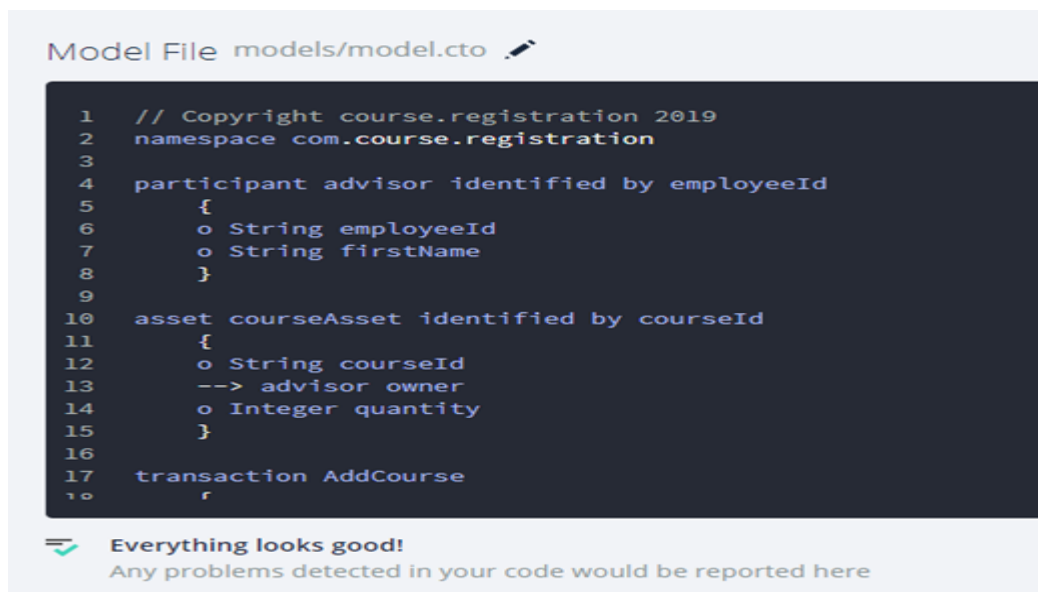 Model File models/model.cto
1 // Copyright course.registration 2019
2 namespace com.course.registration
3
4 participant advisor identified by employeeId
5 {
6 o String employeeId
7 o String firstName
8 }
9
10 asset courseAsset identified by courseId
11 {
12 o String courseId
13 --> advisor owner
14 o Integer quantity
15 }
16
17 transaction AddCourse
18 {
Everything looks good!
Any problems detected in your code would be reported here